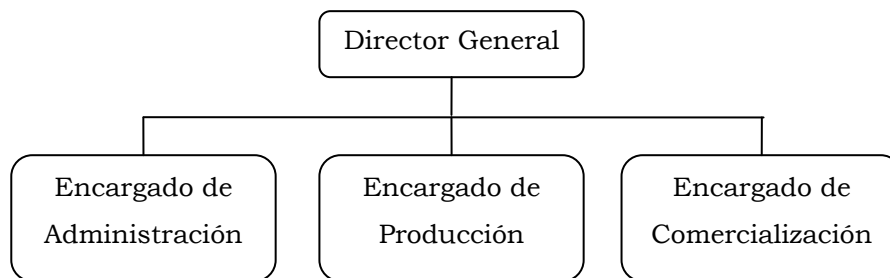 Director General
Encargado de
Administración
Encargado de
Producción
Encargado de
Comercialización